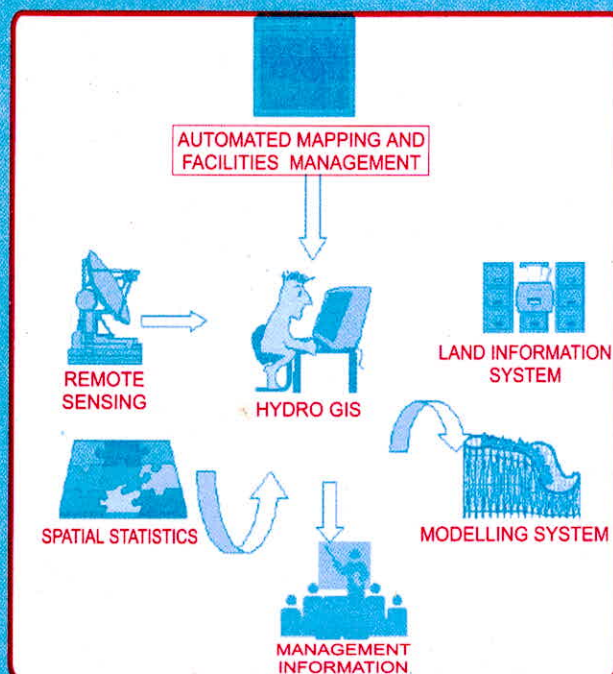 AUTOMATED MAPPING AND
FACILITIES MANAGEMENT
REMOTE
SENSING
HYDRO GIS
LAND INFORMATION
SYSTEM
SPATIAL STATISTICS
MODELLING SYSTEM
MANAGEMENT
INFORMATION